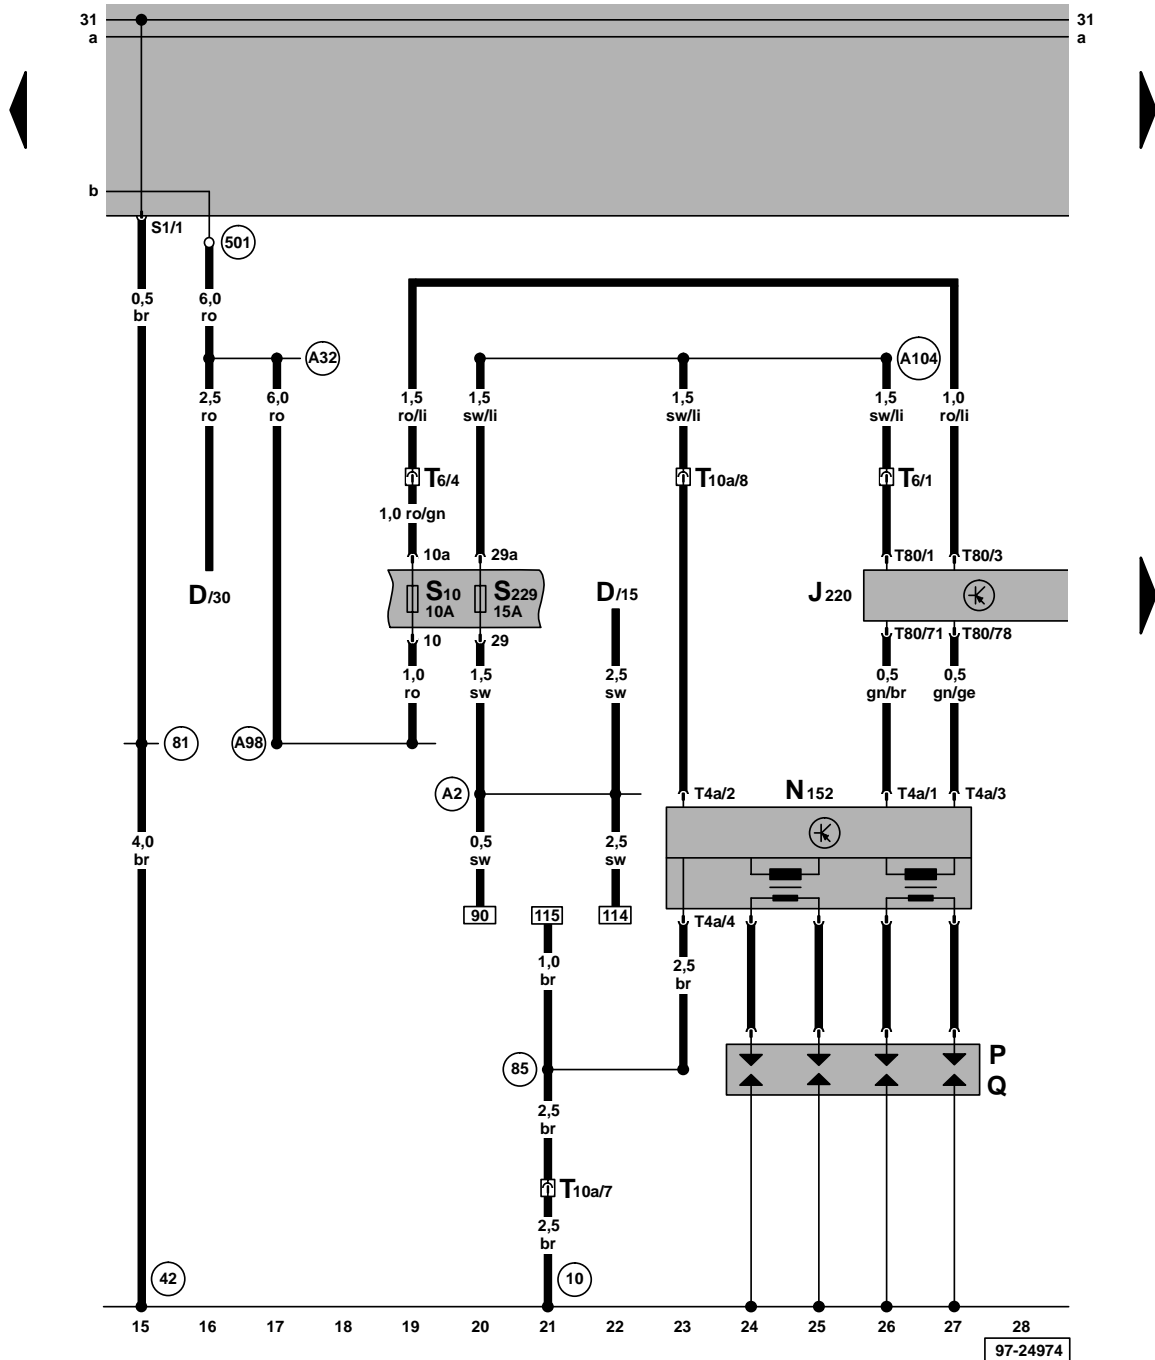 31 31
a a
b
S1/1
501
0,5
br
6,0
ro
A32
A104
2,5
ro
6,0
ro
1,5
ro/li
1,5
sw/li
1,5
sw/li
1,5
sw/li
1,0
ro/li
T6/4
T10a/8
T6/1
1,0 ro/gn
10a
29a
T80/1
T80/3
D/30
S10
10A
S229
15A
D/15
J220
10
29
T80/71
T80/78
1,0
ro
1,5
sw
2,5
sw
0,5
gn/br
0,5
gn/ge
81
A98
A2
T4a/2
N152
T4a/1
T4a/3
4,0
br
0,5
sw
2,5
sw
90
115
114
T4a/4
1,0
br
2,5
br
P
Q
85
2,5
br
T10a/7
2,5
br
42
10
15 16 17 18 19 20 21 22 23 24 25 26 27 28
97-24974